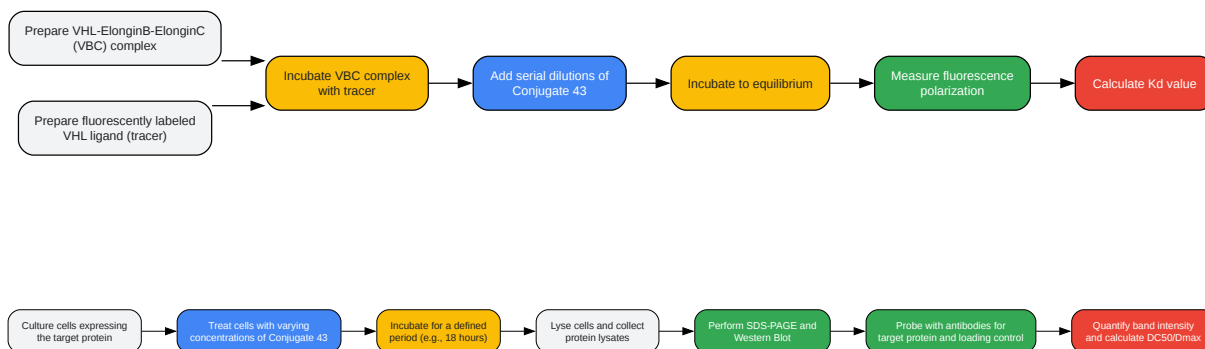 Prepare VHL-ElonginB-ElonginC
(VBC) complex
Prepare fluorescently labeled
VHL ligand (tracer)
Incubate VBC complex
with tracer
Add serial dilutions of
Conjugate 43
Incubate to equilibrium
Measure fluorescence
polarization
Calculate Kd value
Culture cells expressing
the target protein
Treat cells with varying
concentrations of Conjugate 43
Incubate for a defined
period (e.g., 18 hours)
Lyse cells and collect
protein lysates
Perform SDS-PAGE and
Western Blot
Probe with antibodies for
target protein and loading control
Quantify band intensity
and calculate DC50/Dmax